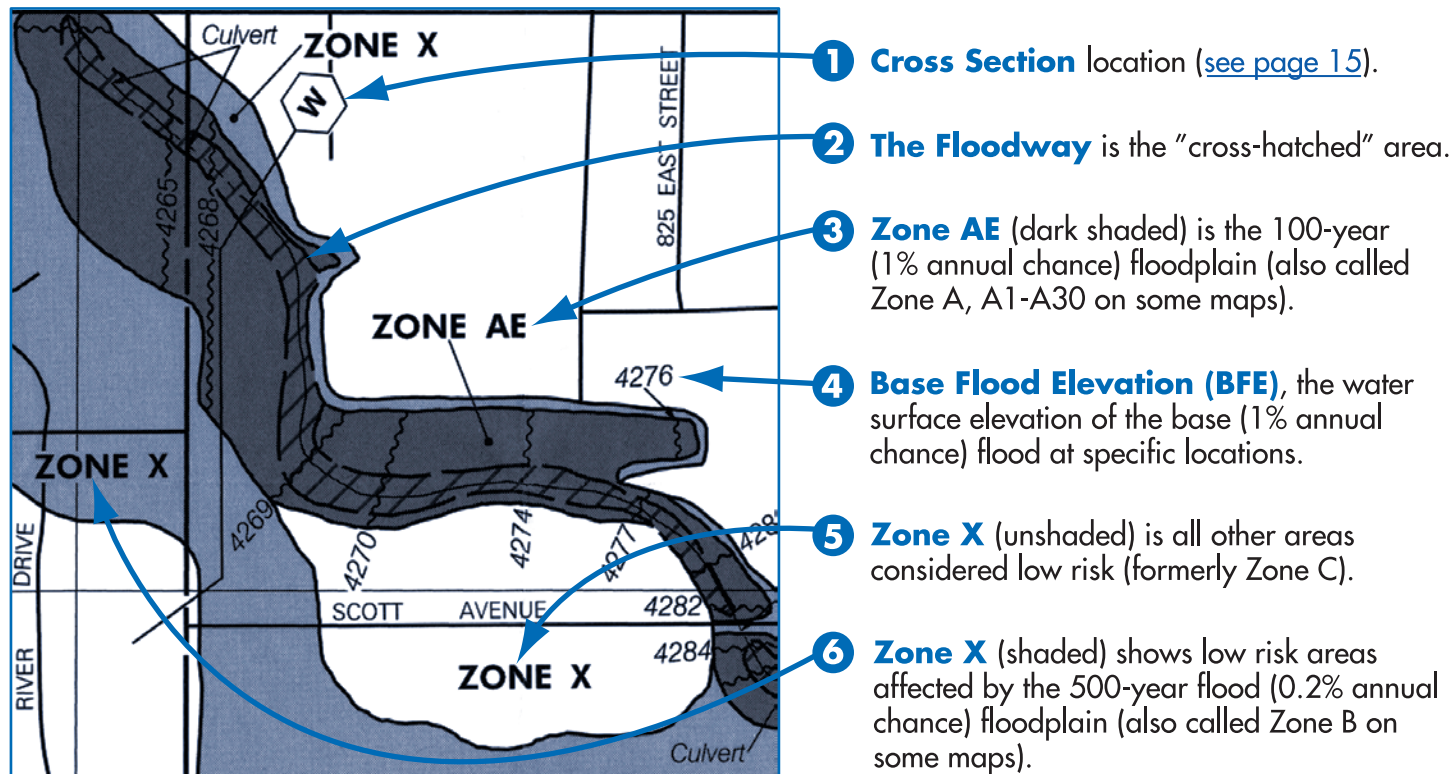 Culvert
ZONE X
W
825 EAST STREET
4265
4268
ZONE AE
4276
ZONE X
4269
4270
4274
4277
428
DRIVE
RIVER
SCOTT AVENUE
4282
4284
ZONE X
Culvert
1 Cross Section location (see page 15).
2 The Floodway is the "cross-hatched" area.
3 Zone AE (dark shaded) is the 100-year
(1% annual chance) floodplain (also called
Zone A, A1-A30 on some maps).
4 Base Flood Elevation (BFE), the water
surface elevation of the base (1% annual
chance) flood at specific locations.
5 Zone X (unshaded) is all other areas
considered low risk (formerly Zone C).
6 Zone X (shaded) shows low risk areas
affected by the 500-year flood (0.2% annual
chance) floodplain (also called Zone B on
some maps).